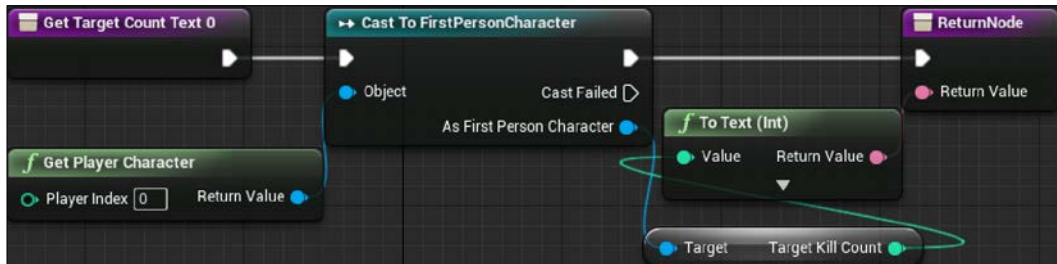 Get Target Count Text 0
Cast To FirstPersonCharacter
Object
Cast Failed
As First Person Character
ReturnNode
Return Value
f To Text (Int)
Value Return Value
f Get Player Character
Player Index 0 Return Value
Target Target Kill Count